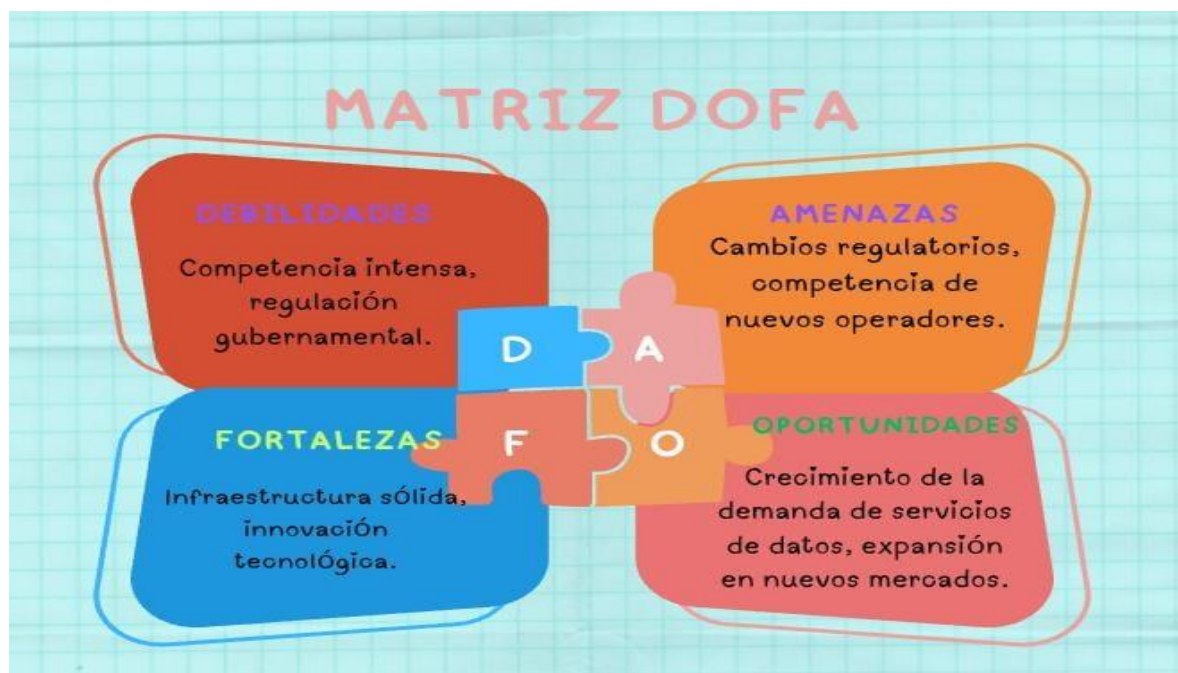 MATRIZ DOFA
DEBILIDADES
Competencia intensa,
regulación
gubernamental.
AMENAZAS
Cambios regulatorios,
competencia de
nuevos operadores.
D
A
F
O
FORTALEZAS
Infraestructura sólida,
innovación
tecnológica.
OPORTUNIDADES
Crecimiento de la
demanda de servicios
de datos, expansión
en nuevos mercados.